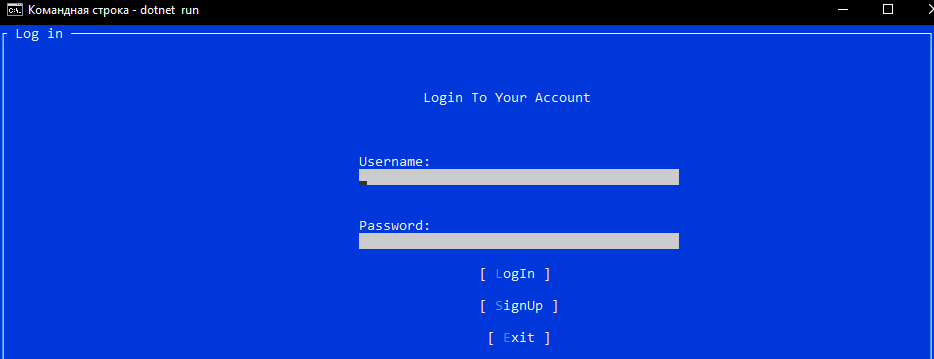 Командная строка - dotnet run
Log in
Login To Your Account
Username:
Password:
[ LogIn ]
[ SignUp ]
[ Exit ]